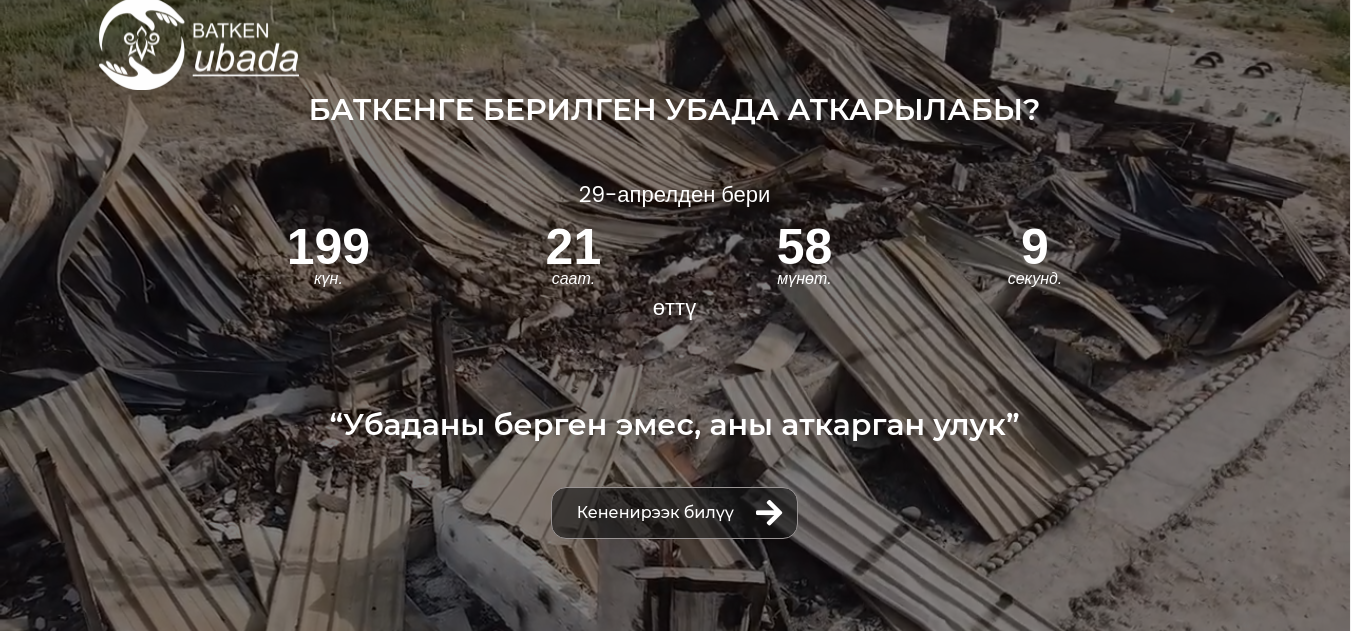 BATKEN
ubada
БАТКЕНГЕ БЕРИЛГЕН УБАДА АТКАРЫЛАБЫ?
29-апрелден бери
199 21 58 9
күн. саат. мүнөт. секунд.
өттү
“Убаданы берген эмес, аны аткарган улук”
Кененирээк билүү